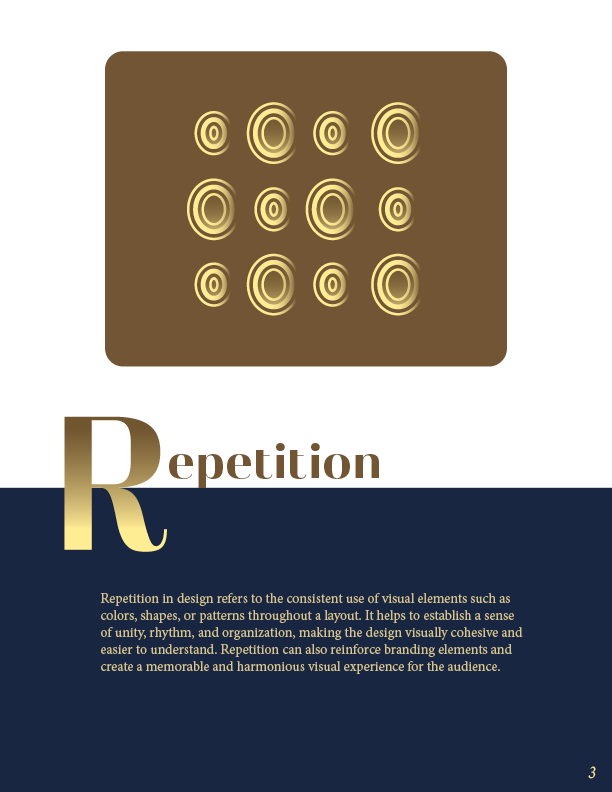 Repetition
Repetition in design refers to the consistent use of visual elements such as
colors, shapes, or patterns throughout a layout. It helps to establish a sense
of unity, rhythm, and organization, making the design visually cohesive and
easier to understand. Repetition can also reinforce branding elements and
create a memorable and harmonious visual experience for the audience.
3